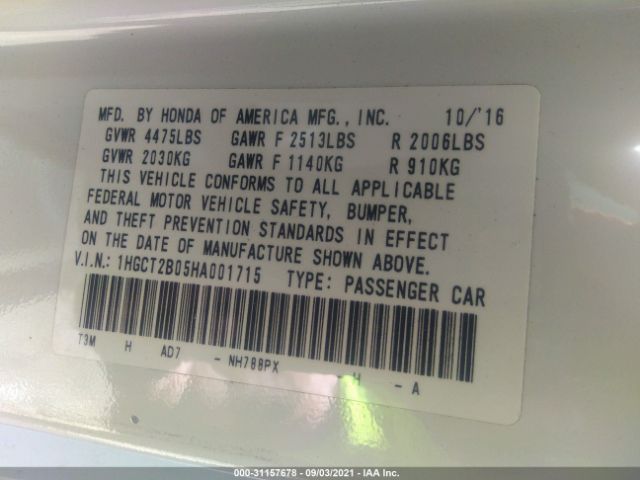 MFD. BY HONDA OF AMERICA MFG., INC. 10/'16
GVWR 4475LBS GAWR F 2513LBS R 2006LBS
GVWR 2030KG GAWR F 1140KG R 910KG
THIS VEHICLE CONFORMS TO ALL APPLICABLE
FEDERAL MOTOR VEHICLE SAFETY, BUMPER,
AND THEFT PREVENTION STANDARDS IN EFFECT
ON THE DATE OF MANUFACTURE SHOWN ABOVE.
V.I.N.: 1HGCT2B05HA001715 TYPE: PASSENGER CAR
T3M H AD7 - NH788PX - H - A
000-31157678 - 09/03/2021 - IAA Inc.